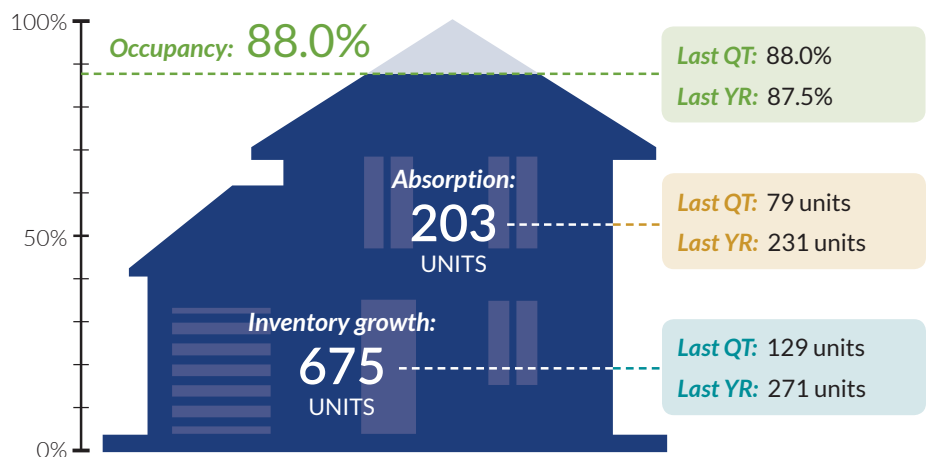 100%
Occupancy: 88.0%
Last QT: 88.0%
Last YR: 87.5%
Absorption:
203
UNITS
Last QT: 79 units
Last YR: 231 units
50%
Inventory growth:
675
UNITS
Last QT: 129 units
Last YR: 271 units
0%